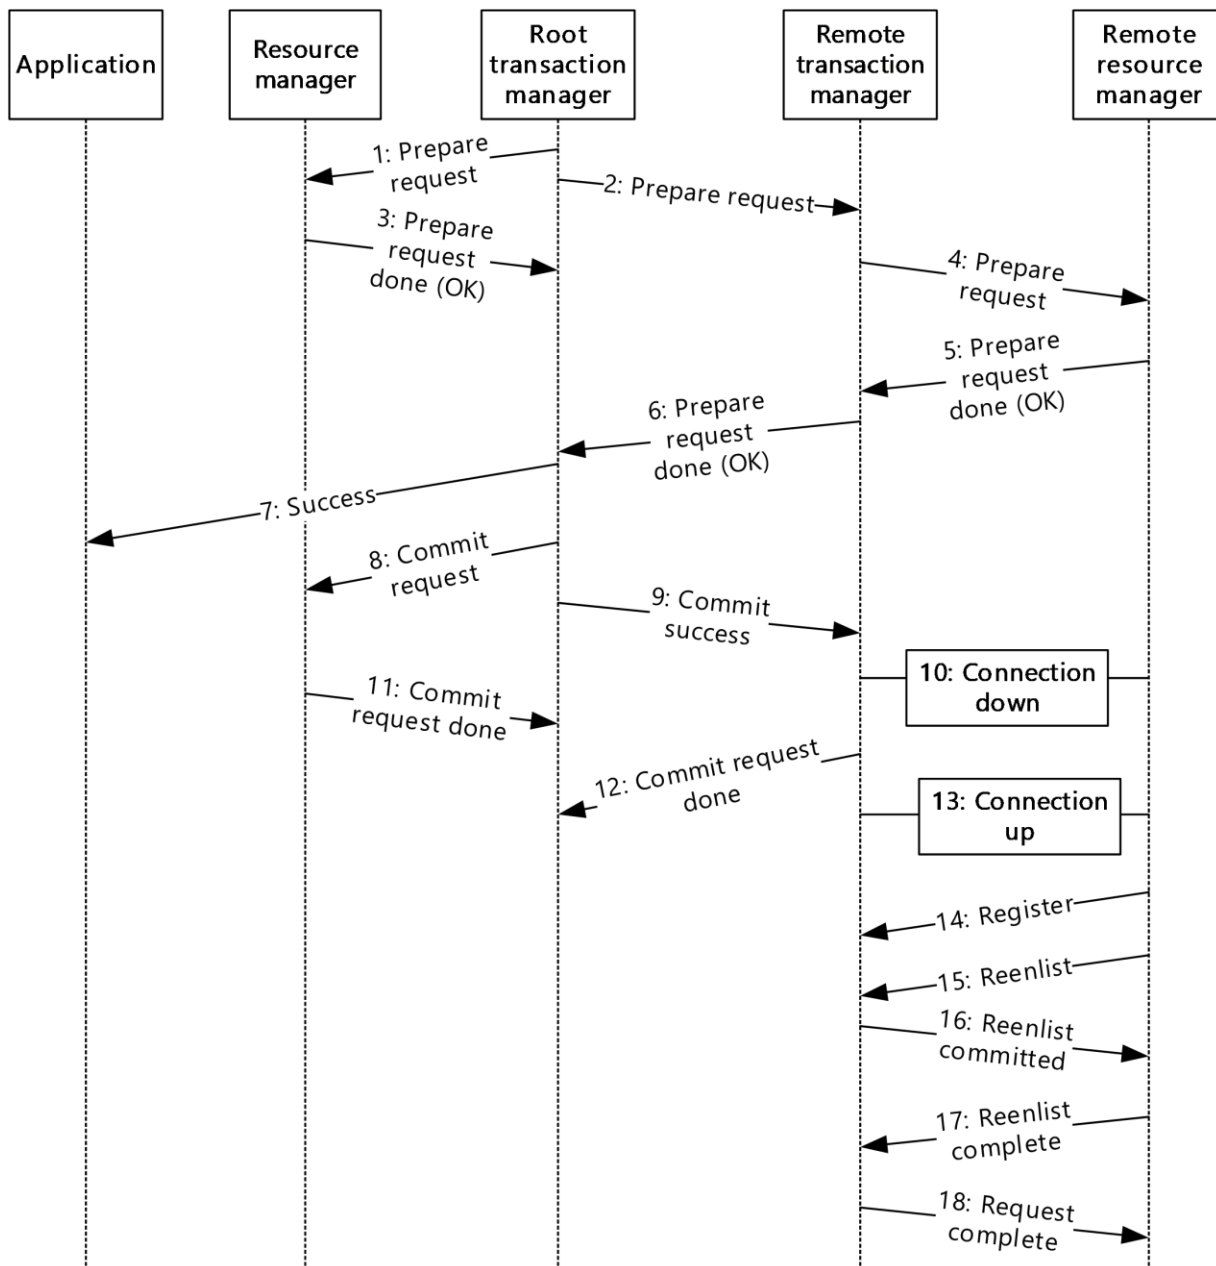 Application
Resource
manager
Root
transaction
manager
Remote
transaction
manager
Remote
resource
manager
1: Prepare
request
2: Prepare request
3: Prepare
request
done (OK)
4: Prepare
request
5: Prepare
request
done (OK)
6: Prepare
request
done (OK)
7: Success
8: Commit
request
9: Commit
success
10: Connection
down
11: Commit
request done
12: Commit request
done
13: Connection
up
14: Register
15: Reenlist
16: Reenlist
committed
17: Reenlist
complete
18: Request
complete